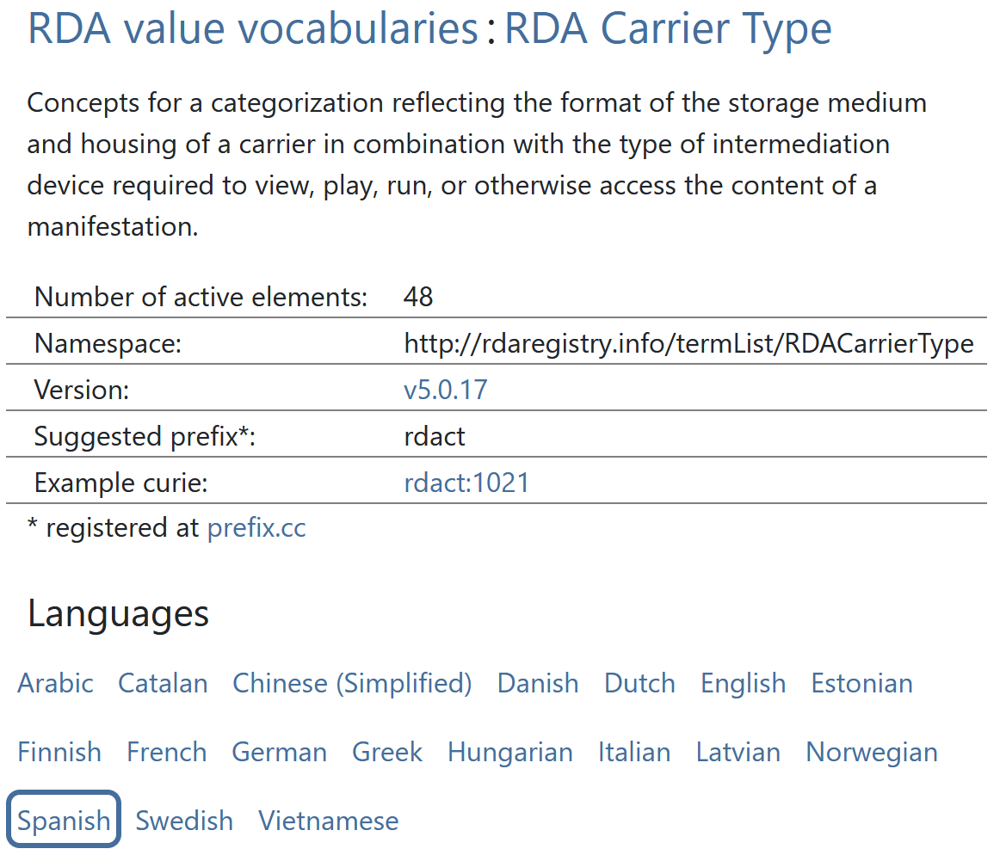 RDA value vocabularies : RDA Carrier Type
Concepts for a categorization reflecting the format of the storage medium
and housing of a carrier in combination with the type of intermediation
device required to view, play, run, or otherwise access the content of a
manifestation.
Number of active elements: 48
Namespace: http://rdaregistry.info/termList/RDACarrierType
Version: v5.0.17
Suggested prefix*: rdact
Example curie: rdact:1021
* registered at prefix.cc
Languages
Arabic Catalan Chinese (Simplified) Danish Dutch English Estonian
Finnish French German Greek Hungarian Italian Latvian Norwegian
Spanish Swedish Vietnamese